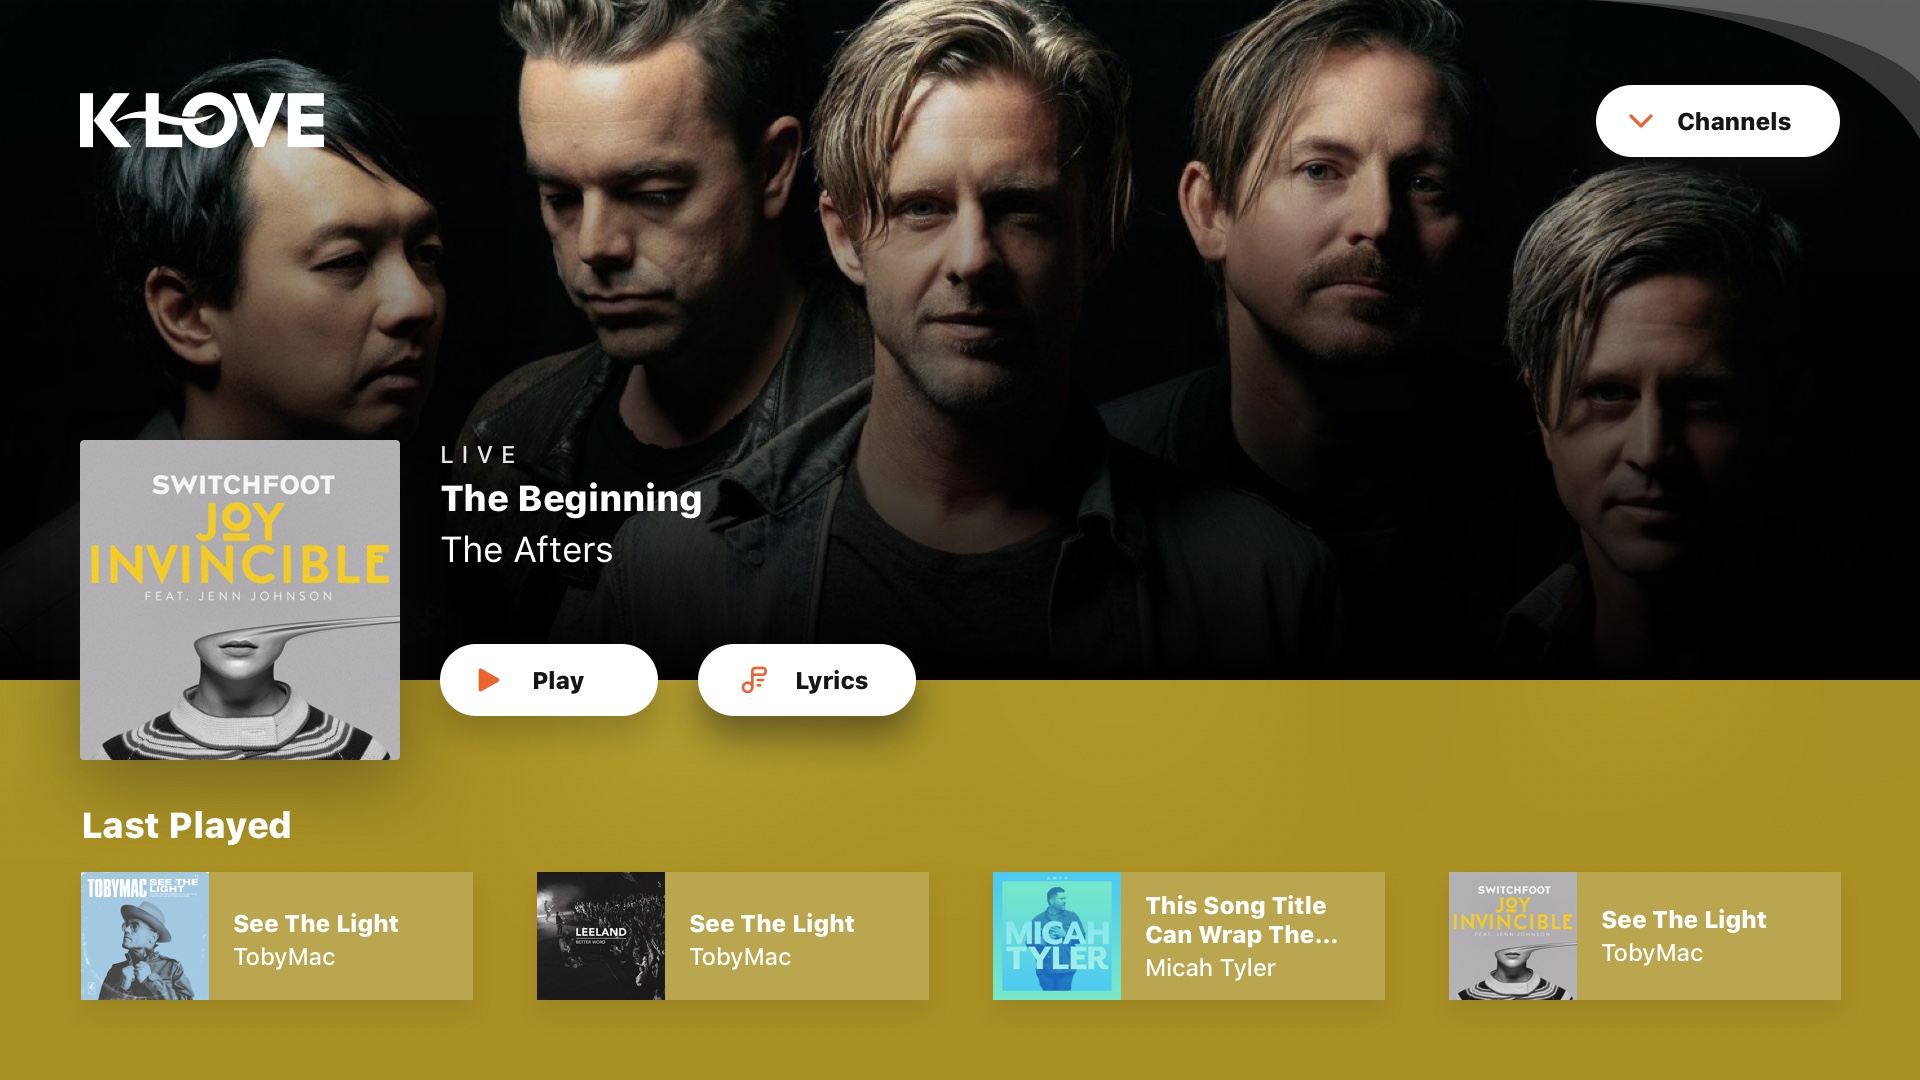 K-LOVE
Channels
SWITCHFOOT
JOY
INVINCIBLE
FEAT. JENN JOHNSON
LIVE
The Beginning
The Afters
Play
Lyrics
Last Played
TOBYMAC SEE THE
LIGHT
See The Light
TobyMac
LEELAND
BETTER WORD
See The Light
TobyMac
MICAH
TYLER
This Song Title
Can Wrap The...
Micah Tyler
SWITCHFOOT
JOY
INVINCIBLE
FEAT. JENN JOHNSON
See The Light
TobyMac